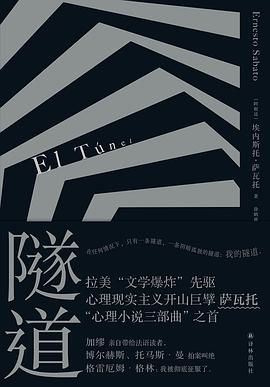 Ernesto Sabato
[阿根廷]
埃内斯托·萨瓦托
著
徐鹤林
译
El Túnel
在任何情况下，只有一条隧道，一条阴暗孤独的隧道：我的隧道。
隧道
拉美“文学爆炸”先驱
心理现实主义开山巨擘 萨瓦托
“心理小说三部曲”之首
加缪 亲自带给法语读者。
博尔赫斯、托马斯·曼 拍案叫绝
格雷厄姆·格林：我被彻底征服了。
译林出版社